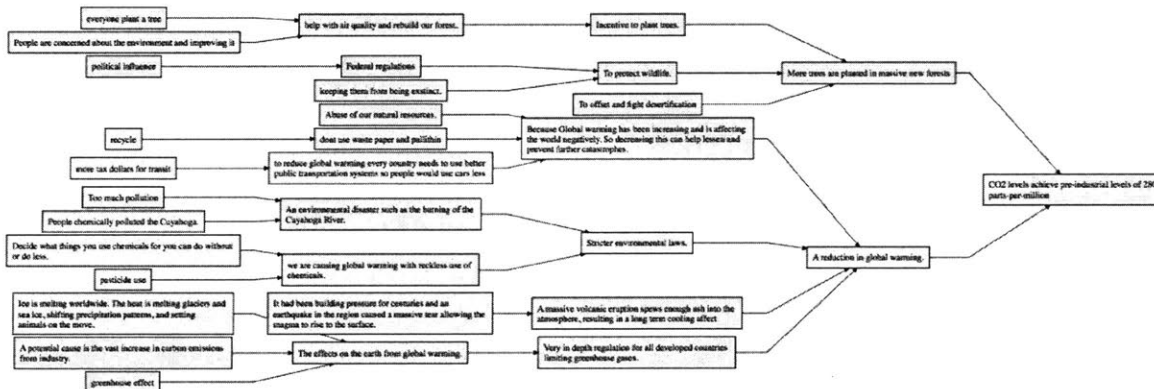 everyone plant a tree
People are concerned about the environment and improving it
help with air quality and rebuild our forest.
Incentive to plant trees.
political influence
Federal regulations
keeping them from being exstinct.
To protect wildlife.
To offset and fight desertification
More trees are planted in massive new forests
Abuse of our natural resources.
recycle
dont use waste paper and pallithin
more tax dollars for transit
to reduce global warming every country needs to use better
public transportation systems so people would use cars less
Because Global warming has been increasing and is affecting
the world negatively. So decreasing this can help lessen and
prevent further catastrophes.
CO2 levels achieve pre-industrial levels of 280
parts-per-million
Too much pollution
People chemically polluted the Cuyahoga.
An environmental disaster such as the burning of the
Cuyahoga River.
Decide what things you use chemicals for you can do without
or do less.
pesticide use
we are causing global warming with reckless use of
chemicals.
Stricter environmental laws.
A reduction in global warming.
Ice is melting worldwide. The heat is melting glaciers and
sea ice, shifting precipitation patterns, and setting
animals on the move.
It had been building pressure for centuries and an
earthquake in the region caused a massive tear allowing the
magma to rise to the surface.
A massive volcanic eruption spews enough ash into the
atmosphere, resulting in a long term cooling affect
A potential cause is the vast increase in carbon emissions
from industry.
greenhouse effect
The effects on the earth from global warming.
Very in depth regulation for all developed countries
limiting greenhouse gases.